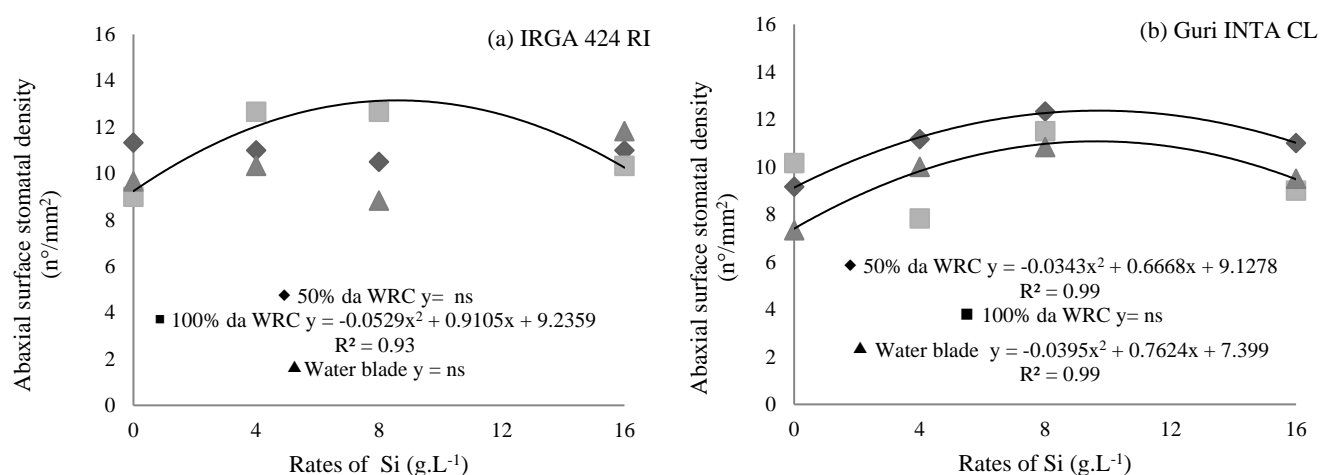 (a) IRGA 424 RI
Abaxial surface stomatal density
(n°/mm²)
16
14
12
10
8
6
4
2
0
50% da WRC y= ns
100% da WRC y = -0.0529x² + 0.9105x + 9.2359
R² = 0.93
Water blade y = ns
0 4 8 12 16
Rates of Si (g.L⁻¹)
(b) Guri INTA CL
Abaxial surface stomatal density
(n°/mm²)
16
14
12
10
8
6
4
2
0
50% da WRC y = -0.0343x² + 0.6668x + 9.1278
R² = 0.99
100% da WRC y= ns
Water blade y = -0.0395x² + 0.7624x + 7.399
R² = 0.99
0 4 8 12 16
Rates of Si (g.L⁻¹)